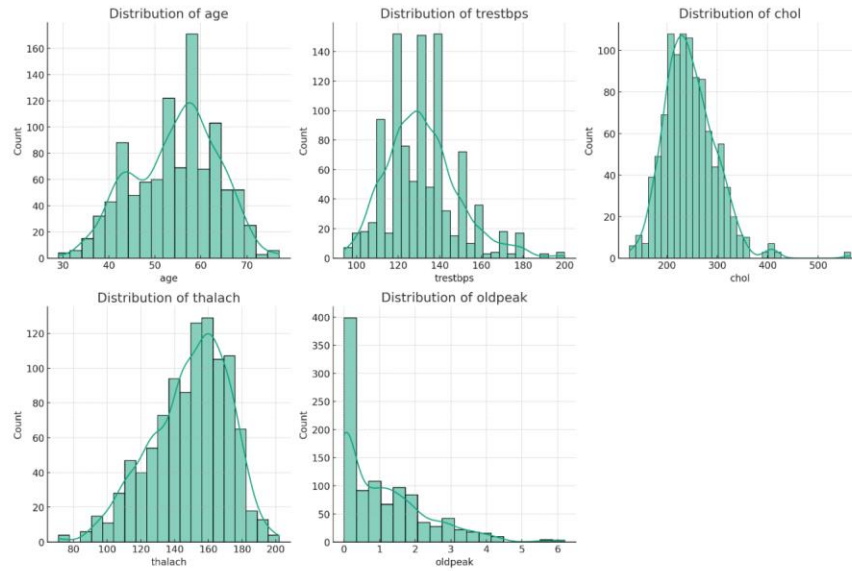 Distribution of age
160
140
120
100
80
60
40
20
0
Count
30 40 50 60 70
age
Distribution of trestbps
140
120
100
80
60
40
20
0
Count
100 120 140 160 180 200
trestbps
Distribution of chol
100
80
60
40
20
0
Count
200 300 400 500
chol
Distribution of thalach
120
100
80
60
40
20
0
Count
80 100 120 140 160 180 200
thalach
Distribution of oldpeak
400
350
300
250
200
150
100
50
0
Count
0 1 2 3 4 5 6
oldpeak